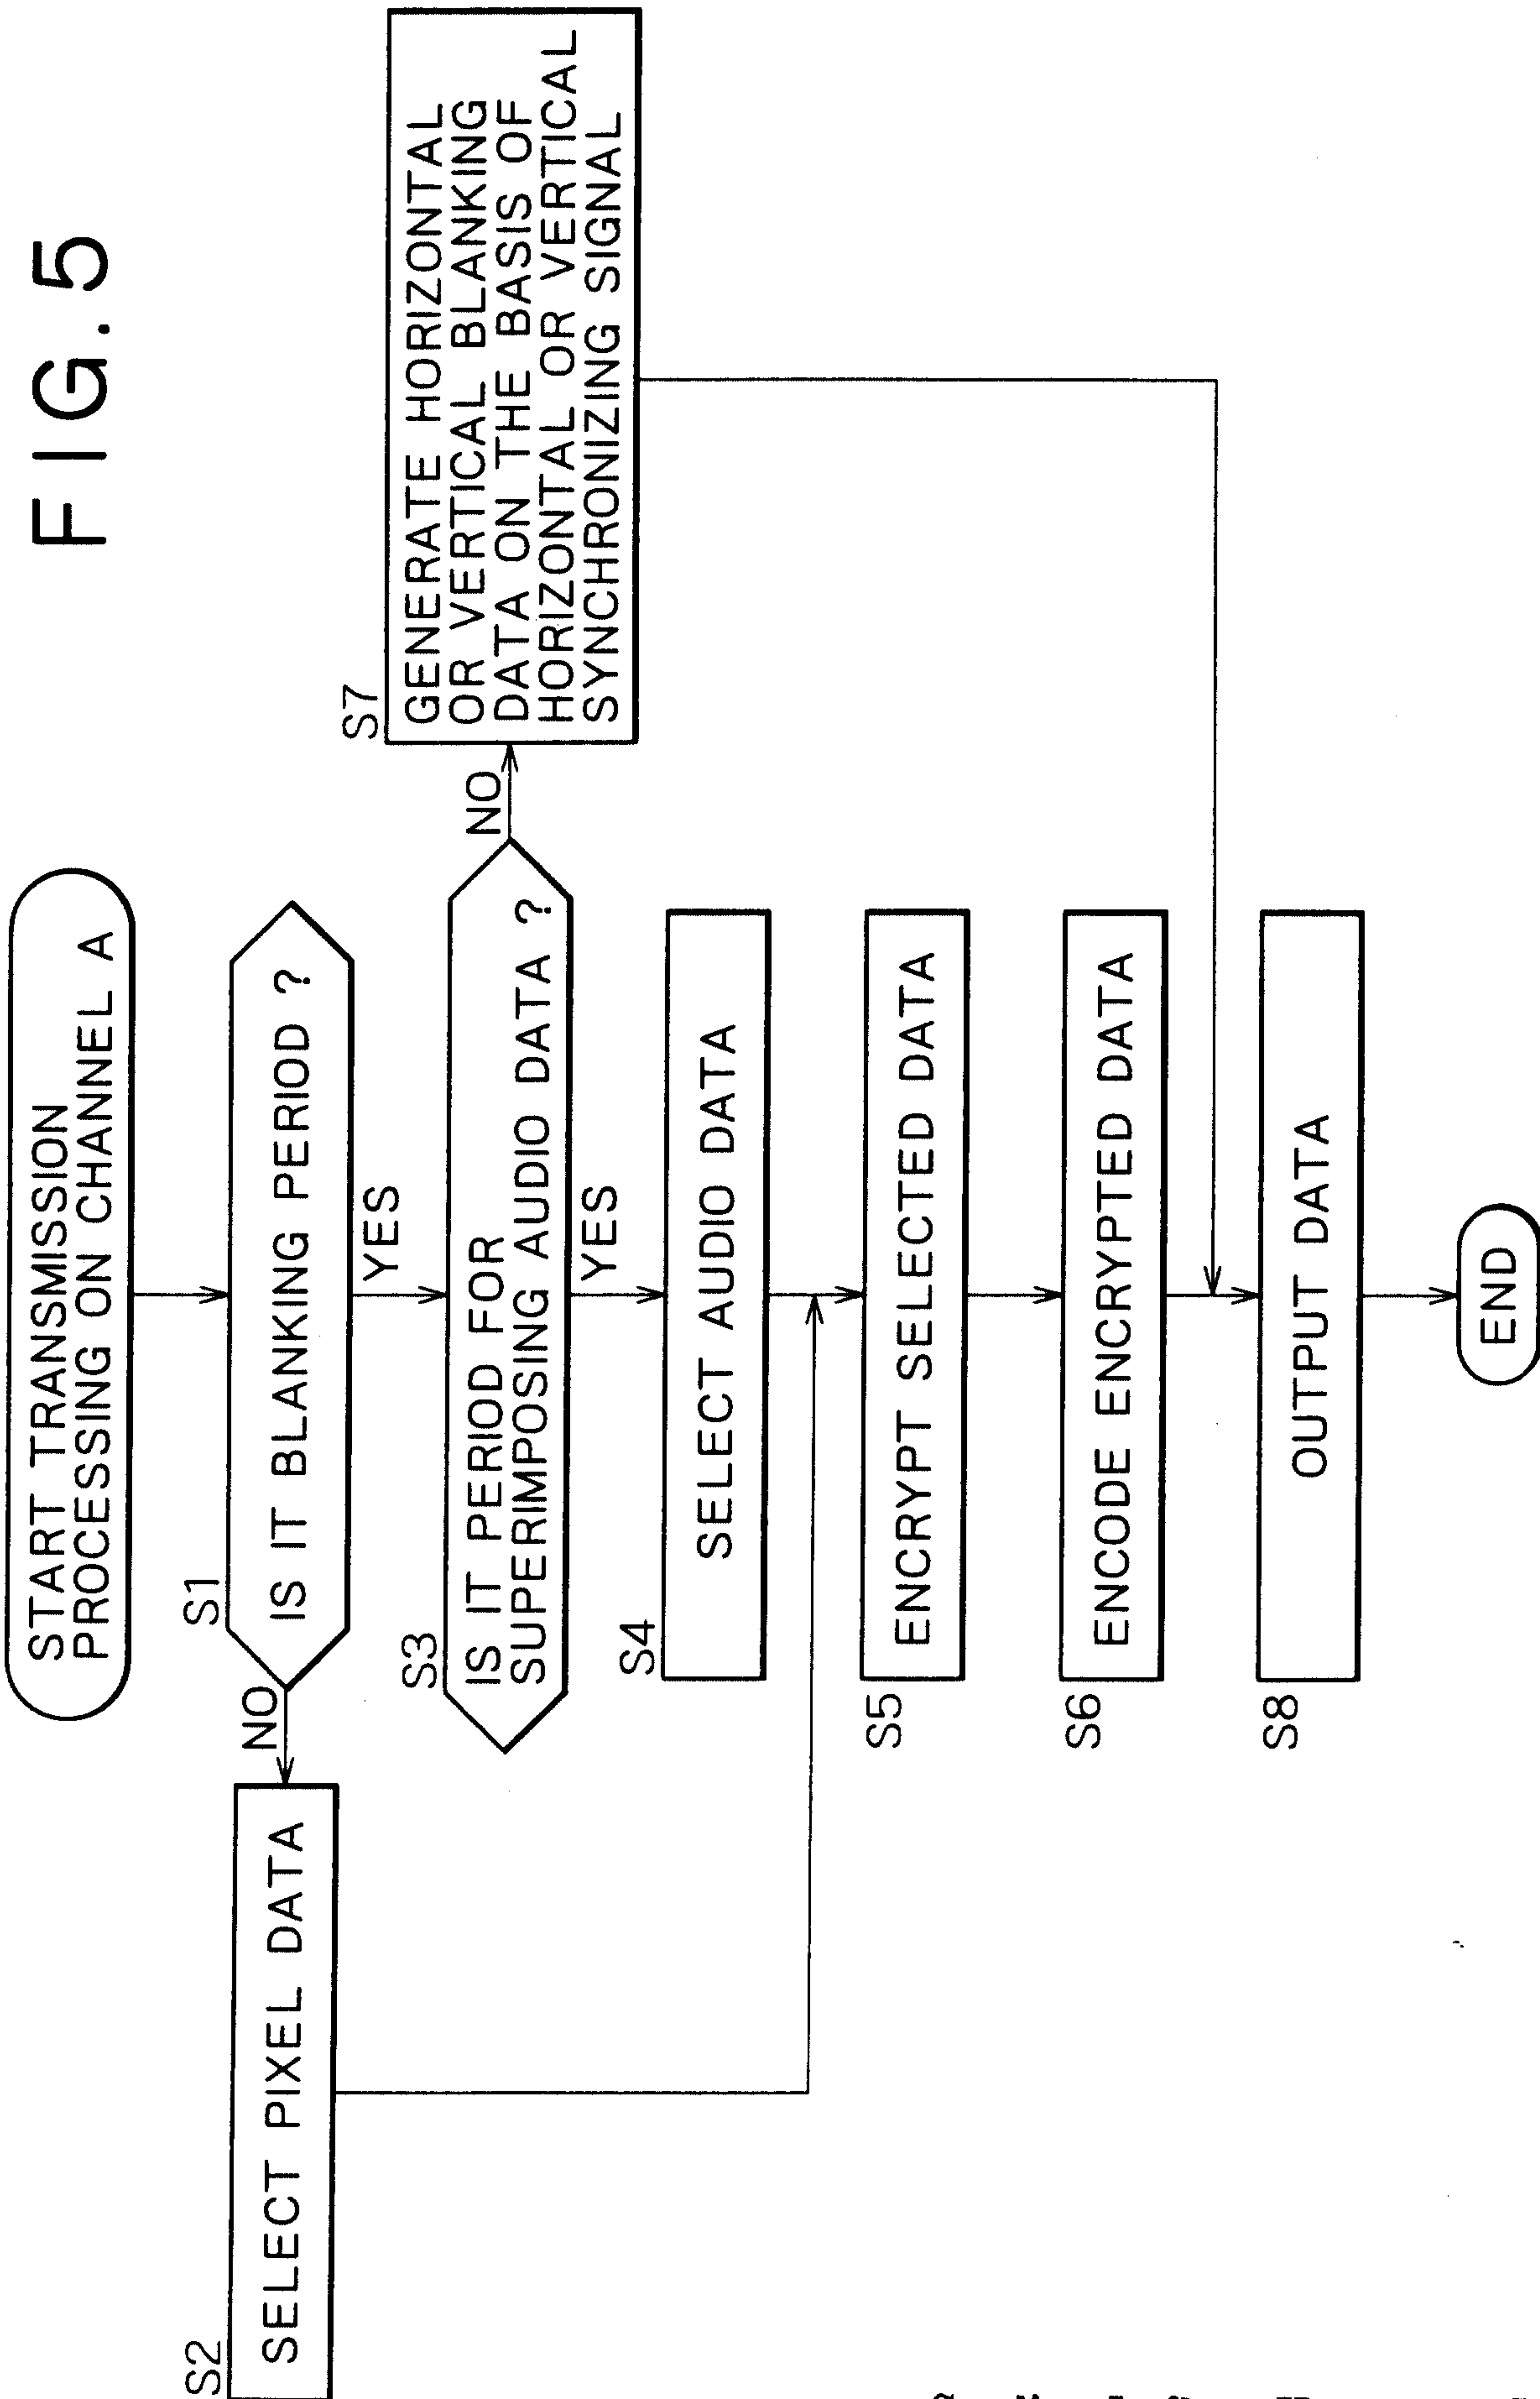 FIG. 5
START TRANSMISSION
PROCESSING ON CHANNEL A
S1
IS IT BLANKING PERIOD ?
NO
YES
S2
SELECT PIXEL DATA
S3
IS IT PERIOD FOR
SUPERIMPOSING AUDIO DATA ?
NO
YES
S7
GENERATE HORIZONTAL
OR VERTICAL BLANKING
DATA ON THE BASIS OF
HORIZONTAL OR VERTICAL
SYNCHRONIZING SIGNAL
S4
SELECT AUDIO DATA
S5
ENCRYPT SELECTED DATA
S6
ENCODE ENCRYPTED DATA
S8
OUTPUT DATA
END